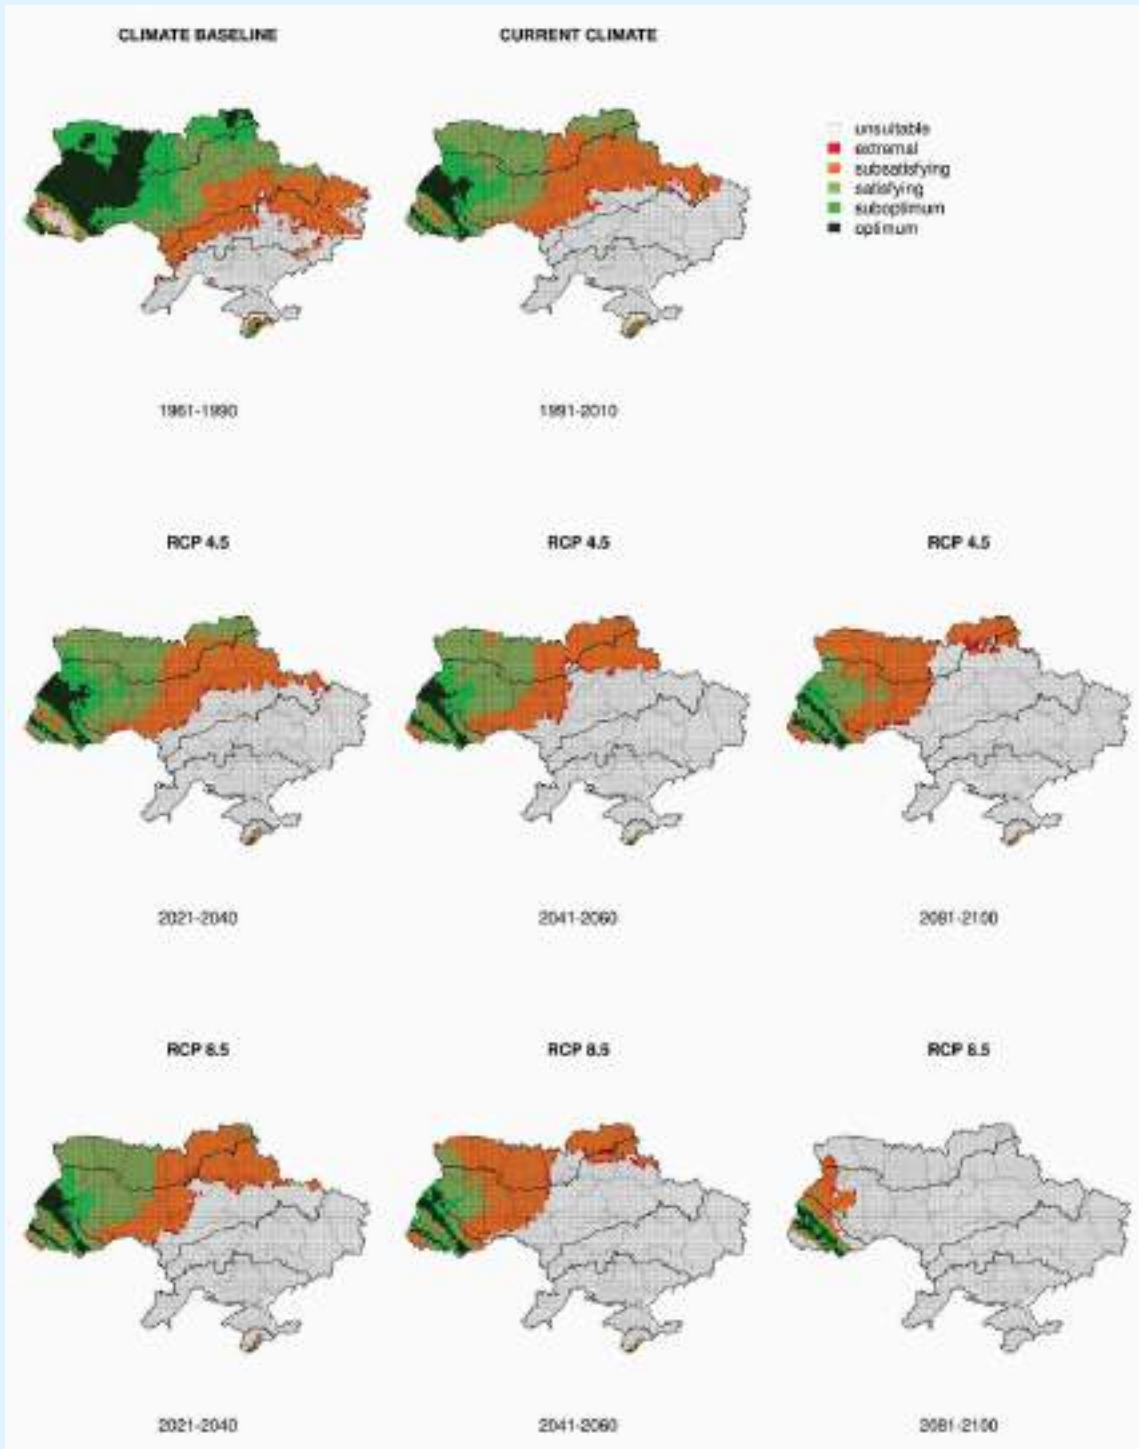 CLIMATE BASELINE
CURRENT CLIMATE
unsuitable
extremal
subsatisfying
satisfying
suboptimum
optimum
1961-1990
1991-2010
RCP 4.5
RCP 4.5
RCP 4.5
2021-2040
2041-2060
2081-2100
RCP 8.5
RCP 8.5
RCP 8.5
2021-2040
2041-2060
2081-2100